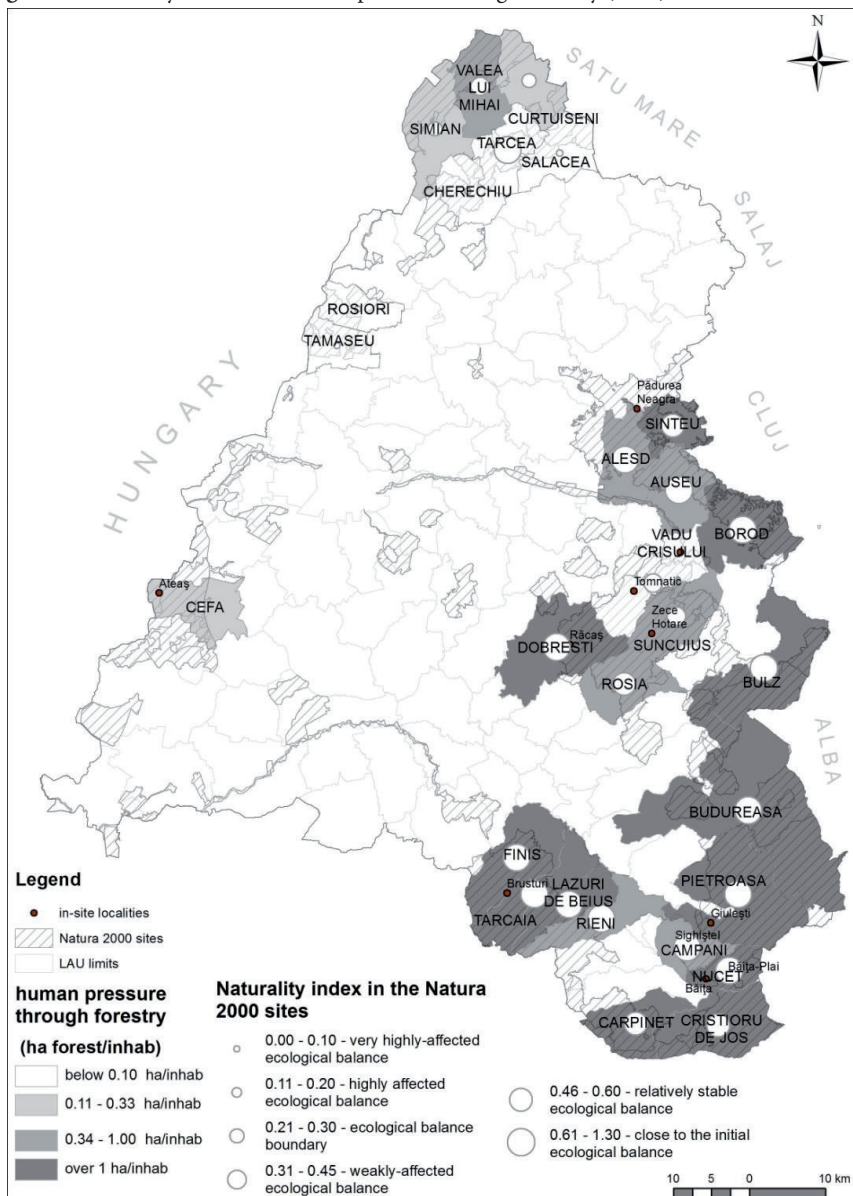 N
SATU MARE
VALEA
LUI
MIHAI
SIMIAN
CURTUISENI
TARCEA
SALACEA
CHERECHIU
SALAJ
ROSIORI
TAMASEU
HUNGARY
CLUJ
Pădurea
Neagra
SINTEU
ALESD
AUSEU
BOROD
VADU
CRISULUI
Ateaș
CEFA
Tomnatic
Zece
Hotare
SUNCUIUS
Răcaș
DOBRESTI
ROSIA
BULZ
ALBA
BUDUREASA
FINIS
Brusturi
LAZURI
DE BEIUS
TARCAIA
RIENI
PIETROASA
Giulești
Sighiștel
CAMPANI
Băița-Plai
NUCET
Băița
CARPINET
CRISTIORU
DE JOS
Legend
in-site localities
Natura 2000 sites
LAU limits
human pressure
through forestry
(ha forest/inhab)
below 0.10 ha/inhab
0.11 - 0.33 ha/inhab
0.34 - 1.00 ha/inhab
over 1 ha/inhab
Naturality index in the Natura
2000 sites
0.00 - 0.10 - very highly-affected
ecological balance
0.11 - 0.20 - highly affected
ecological balance
0.21 - 0.30 - ecological balance
boundary
0.31 - 0.45 - weakly-affected
ecological balance
0.46 - 0.60 - relatively stable
ecological balance
0.61 - 1.30 - close to the initial
ecological balance
10 5 0 10 km